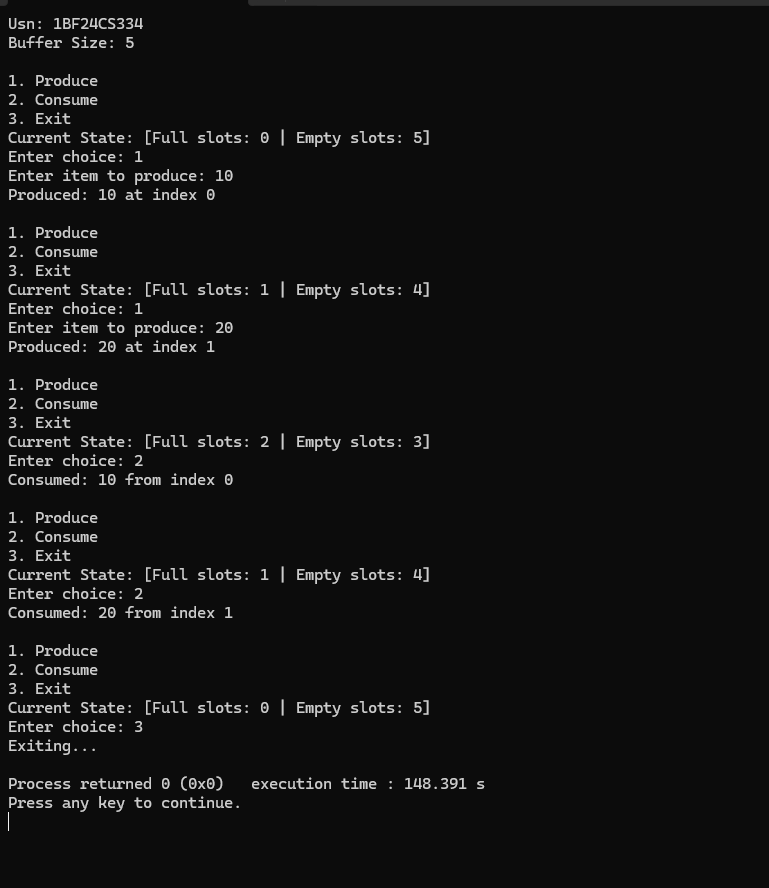 Usn: 1BF24CS334
Buffer Size: 5
1. Produce
2. Consume
3. Exit
Current State: [Full slots: 0 | Empty slots: 5]
Enter choice: 1
Enter item to produce: 10
Produced: 10 at index 0
1. Produce
2. Consume
3. Exit
Current State: [Full slots: 1 | Empty slots: 4]
Enter choice: 1
Enter item to produce: 20
Produced: 20 at index 1
1. Produce
2. Consume
3. Exit
Current State: [Full slots: 2 | Empty slots: 3]
Enter choice: 2
Consumed: 10 from index 0
1. Produce
2. Consume
3. Exit
Current State: [Full slots: 1 | Empty slots: 4]
Enter choice: 2
Consumed: 20 from index 1
1. Produce
2. Consume
3. Exit
Current State: [Full slots: 0 | Empty slots: 5]
Enter choice: 3
Exiting...
Process returned 0 (0x0)   execution time : 148.391 s
Press any key to continue.